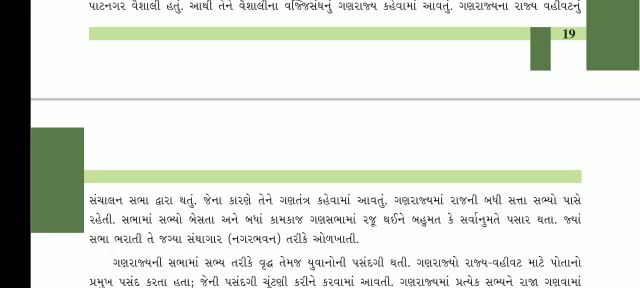 પાટનગર વૈશાલી હતું. આથી તેને વૈશાલીના વજ્જિસંઘનું ગણરાજ્ય કહેવામાં આવતું. ગણરાજ્યના રાજ્ય વહીવટનું
19
સંચાલન સભા દ્વારા થતું. જેના કારણે તેને ગણતંત્ર કહેવામાં આવતું. ગણરાજ્યમાં રાજની બધી સત્તા સભ્યો પાસે
રહેતી. સભામાં સભ્યો બેસતા અને બધાં કામકાજ ગણસભામાં રજૂ થઈને બહુમત કે સર્વાનુમતે પસાર થતા. જ્યાં
સભા ભરાતી તે જગ્યા સંથાગાર (નગરભવન) તરીકે ઓળખાતી.
ગણરાજ્યની સભામાં સભ્ય તરીકે વૃદ્ધ તેમજ યુવાનોની પસંદગી થતી. ગણરાજ્યો રાજ્ય-વહીવટ માટે પોતાનો
પ્રમુખ પસંદ કરતા હતા; જેની પસંદગી ચૂંટણી કરીને કરવામાં આવતી. ગણરાજ્યમાં પ્રત્યેક સભ્યને રાજા ગણવામાં